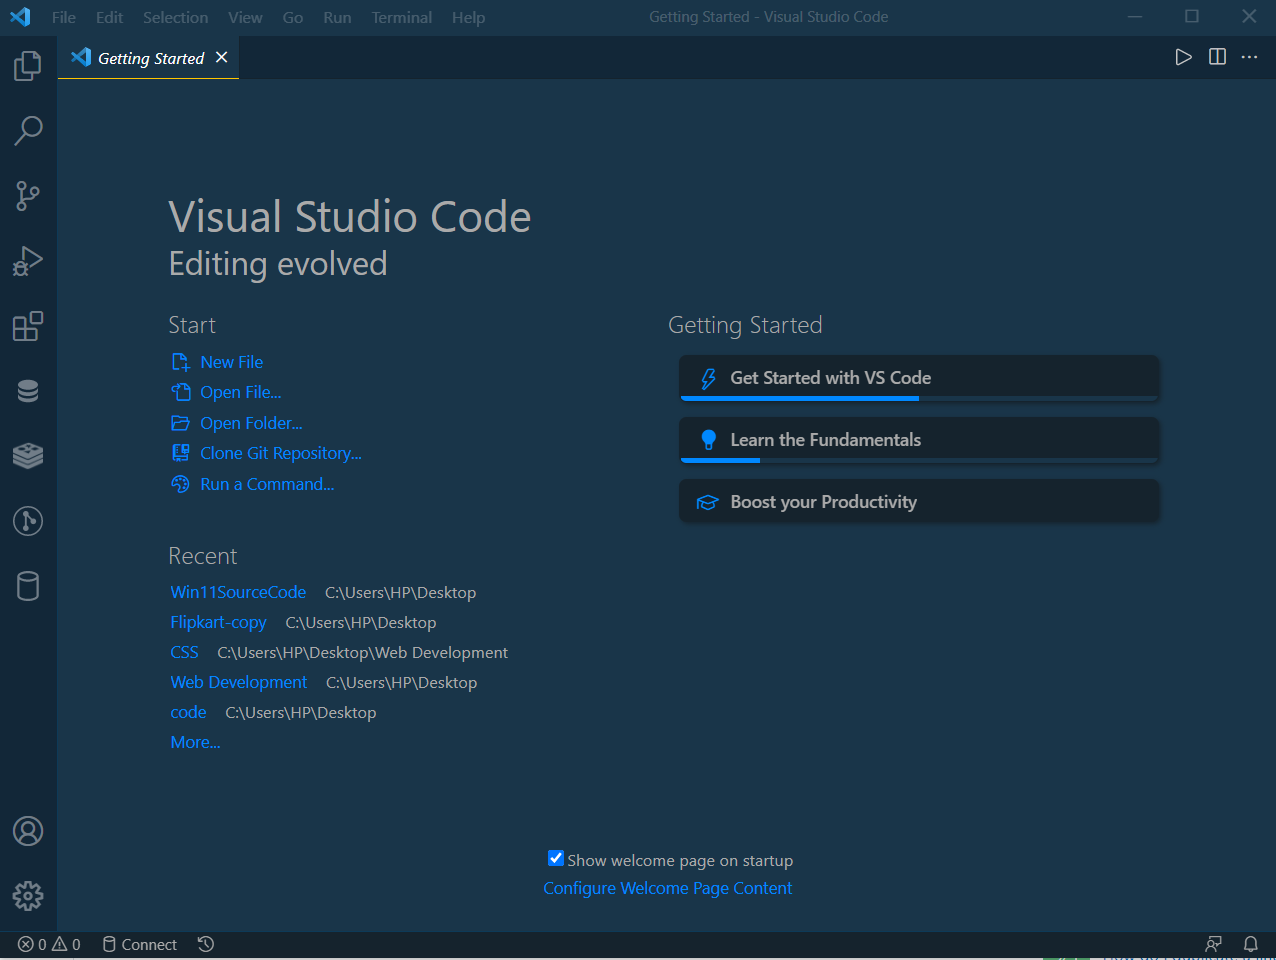 File Edit Selection View Go Run Terminal Help Getting Started - Visual Studio Code
Getting Started
Visual Studio Code
Editing evolved
Start
New File
Open File...
Open Folder...
Clone Git Repository...
Run a Command...
Recent
Win11SourceCode C:\Users\HP\Desktop
Flipkart-copy C:\Users\HP\Desktop
CSS C:\Users\HP\Desktop\Web Development
Web Development C:\Users\HP\Desktop
code C:\Users\HP\Desktop
More...
Getting Started
Get Started with VS Code
Learn the Fundamentals
Boost your Productivity
Show welcome page on startup
Configure Welcome Page Content
0 0 Connect